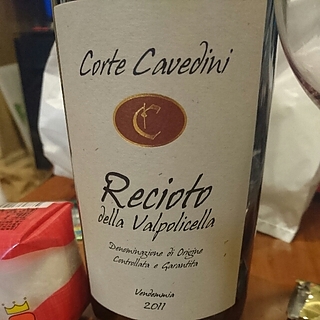 Corte Cavedini
C
Recioto
della Valpolicella
Denominazione di Origine
Controllata e Garantita
Vendemmia
2011